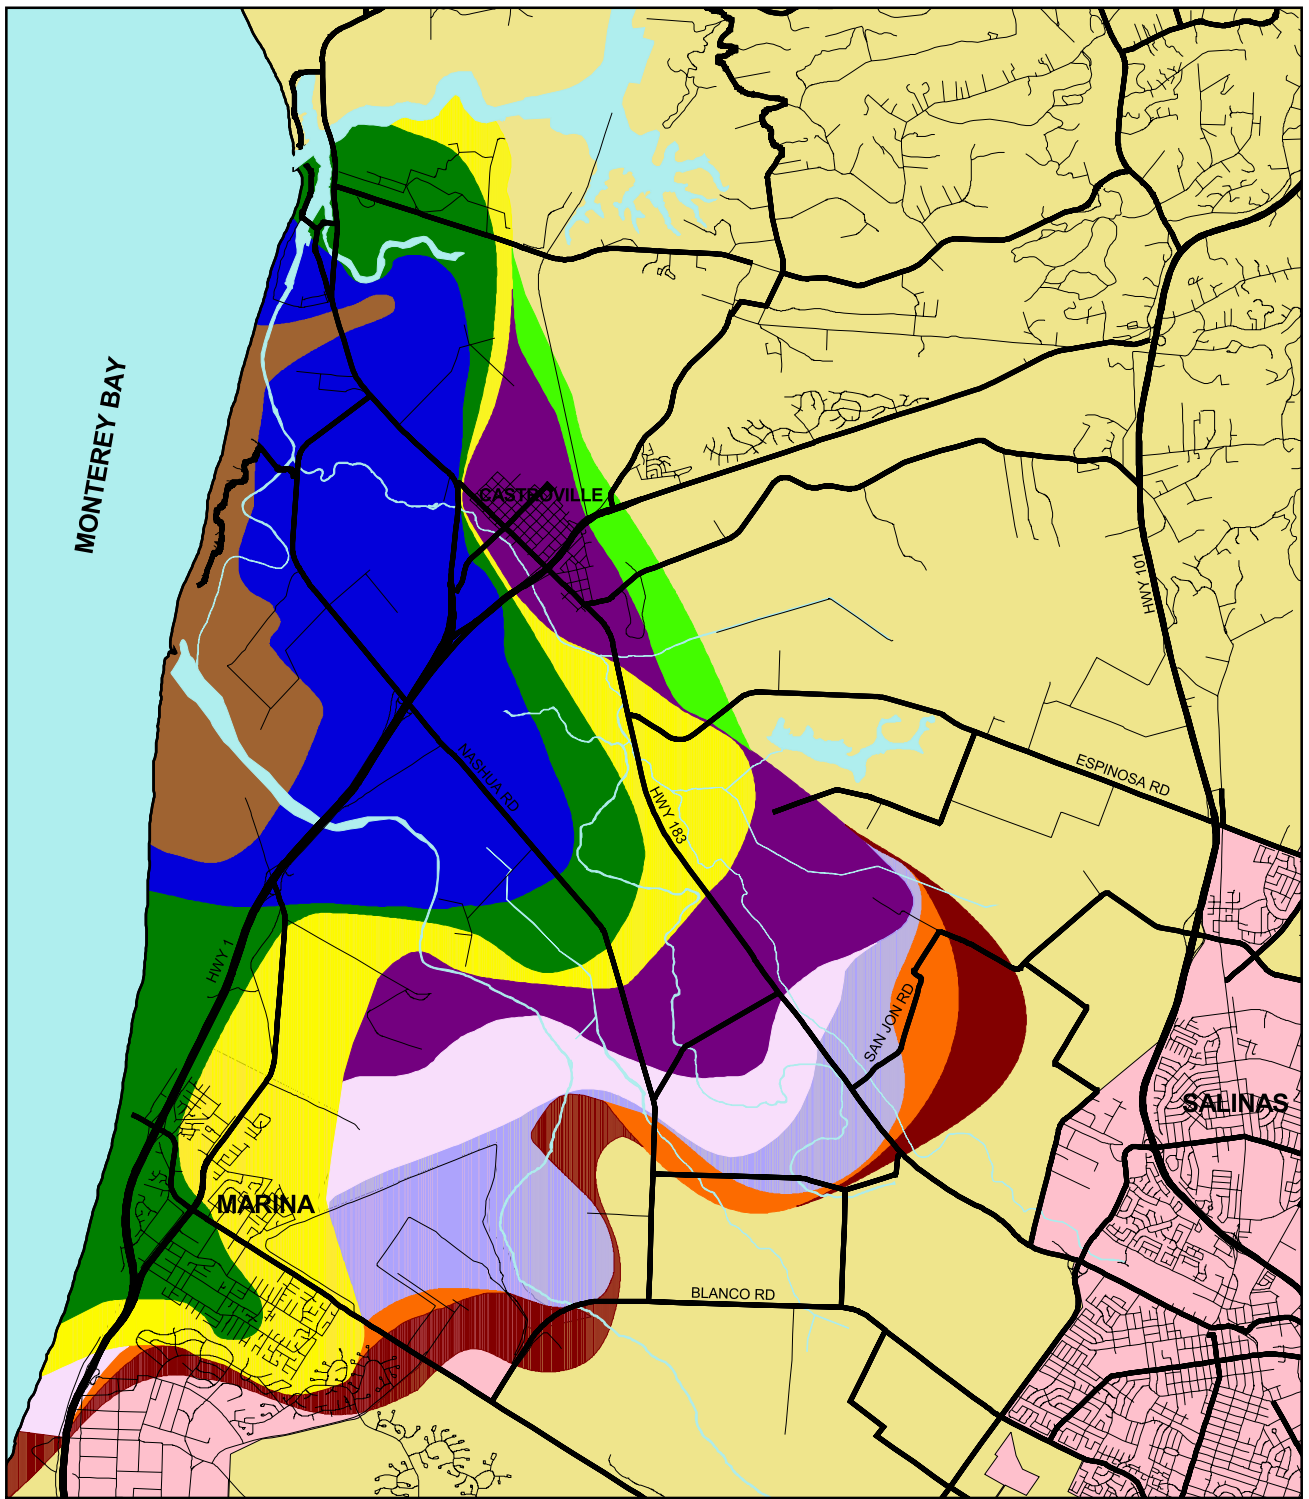 MONTEREY BAY
CASTROVILLE
HWY 101
NASHUA RD
ESPINOSA RD
HWY 183
HWY 1
SAN JON RD
SALINAS
MARINA
BLANCO RD